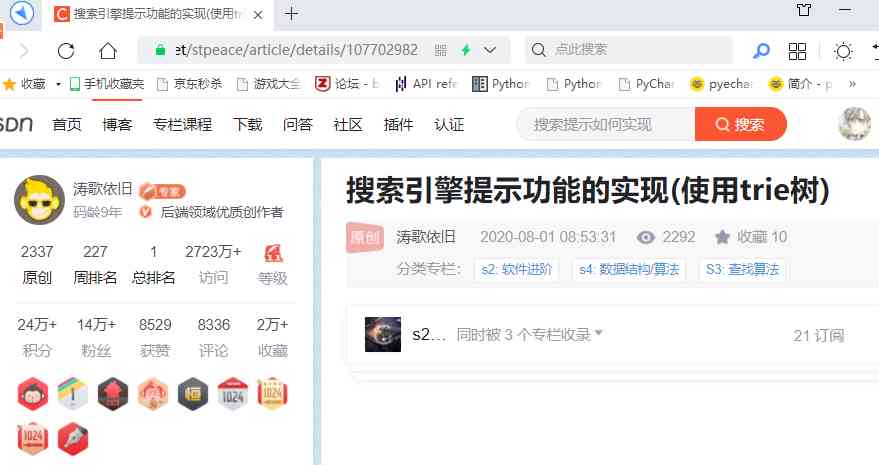 搜索引擎提示功能的实现(使用tri
et/stpeace/article/details/107702982 点此搜索
收藏 手机收藏夹 京东秒杀 游戏大全 论坛 - b API refe Python Python PyChar pyechar 简介 - p »
SDN 首页 博客 专栏课程 下载 问答 社区 插件 认证 搜索提示如何实现 搜索
涛歌依旧 专家
码龄9年 后端领域优质创作者
2337 227 1 2723万+
原创 周排名 总排名 访问 等级
24万+ 14万+ 8529 8336 2万+
积分 粉丝 获赞 评论 收藏
1024
1024
搜索引擎提示功能的实现(使用trie树)
原创 涛歌依旧 2020-08-01 08:53:31 2292 收藏 10
分类专栏: s2: 软件进阶 s4: 数据结构/算法 S3: 查找算法
s2... 同时被 3 个专栏收录 21 订阅